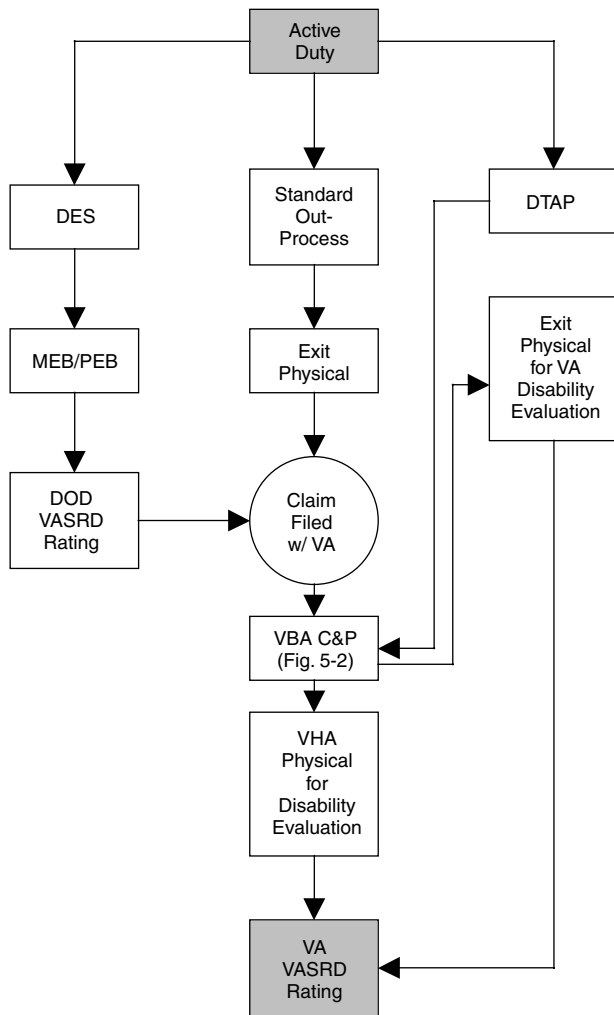 Active
Duty
DES
Standard
Out-
Process
DTAP
MEB/PEB
Exit
Physical
Exit
Physical
for VA
Disability
Evaluation
DOD
VASRD
Rating
Claim
Filed
w/ VA
VBA C&P
(Fig. 5-2)
VHA
Physical
for
Disability
Evaluation
VA
VASRD
Rating